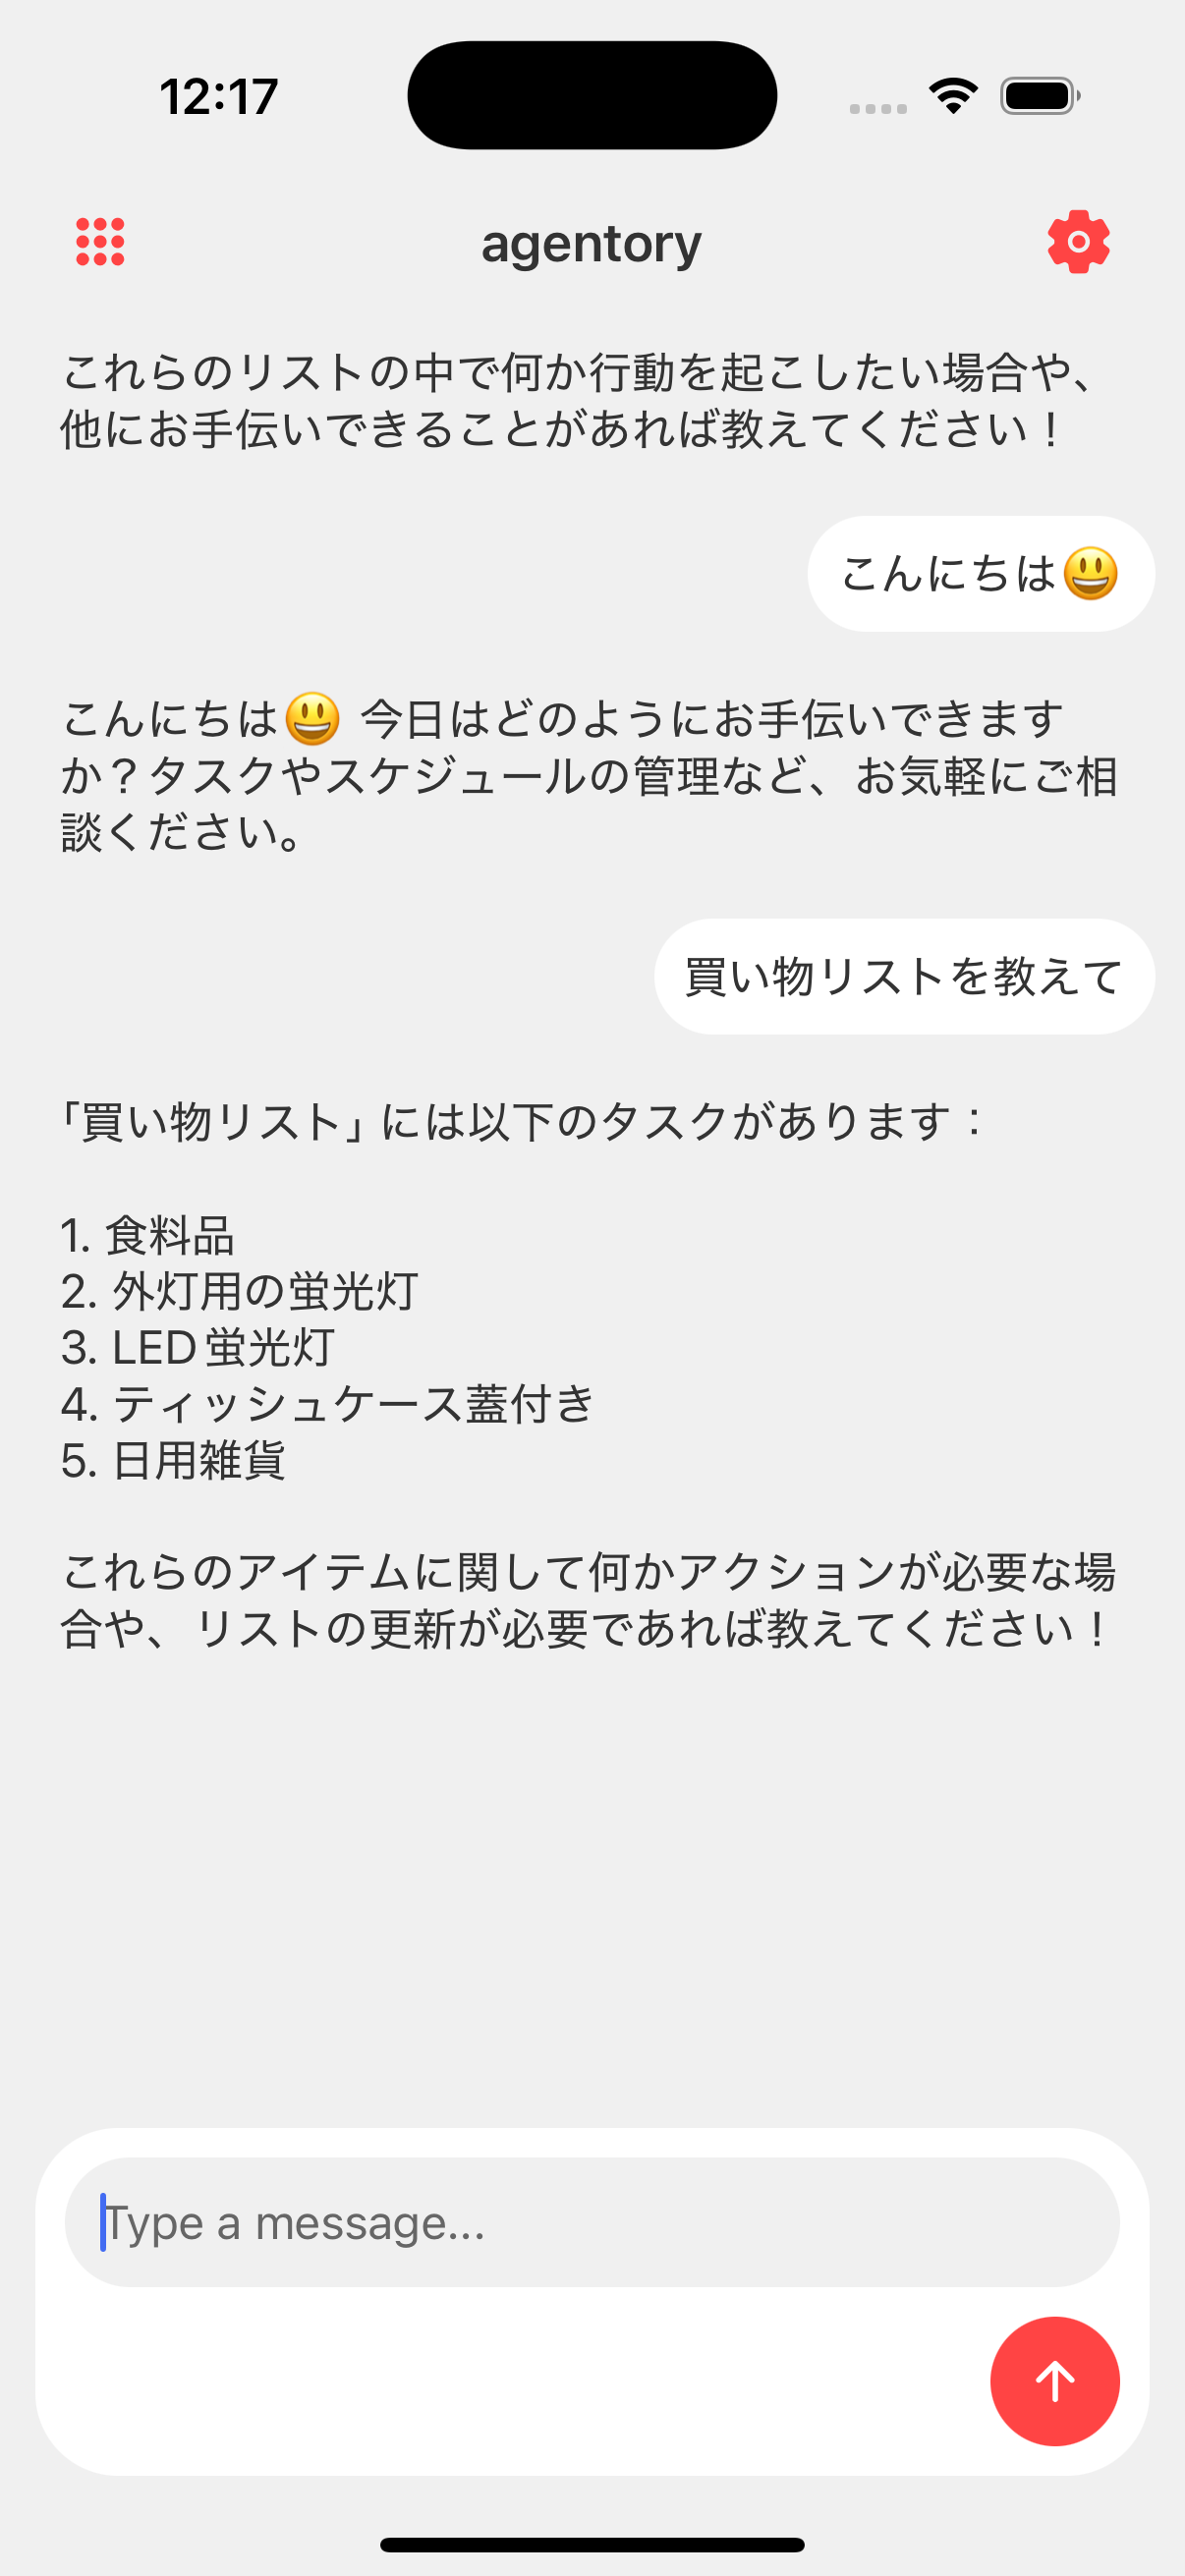 12:17
agentory
これらのリストの中で何か行動を起こしたい場合や、
他にお手伝いできることがあれば教えてください！
こんにちは😃
こんにちは😃 今日はどのようにお手伝いできます
か？タスクやスケジュールの管理など、お気軽にご相
談ください。
買い物リストを教えて
「買い物リスト」には以下のタスクがあります：
1. 食料品
2. 外灯用の蛍光灯
3. LED蛍光灯
4. ティッシュケース蓋付き
5. 日用雑貨
これらのアイテムに関して何かアクションが必要な場
合や、リストの更新が必要であれば教えてください！
Type a message...